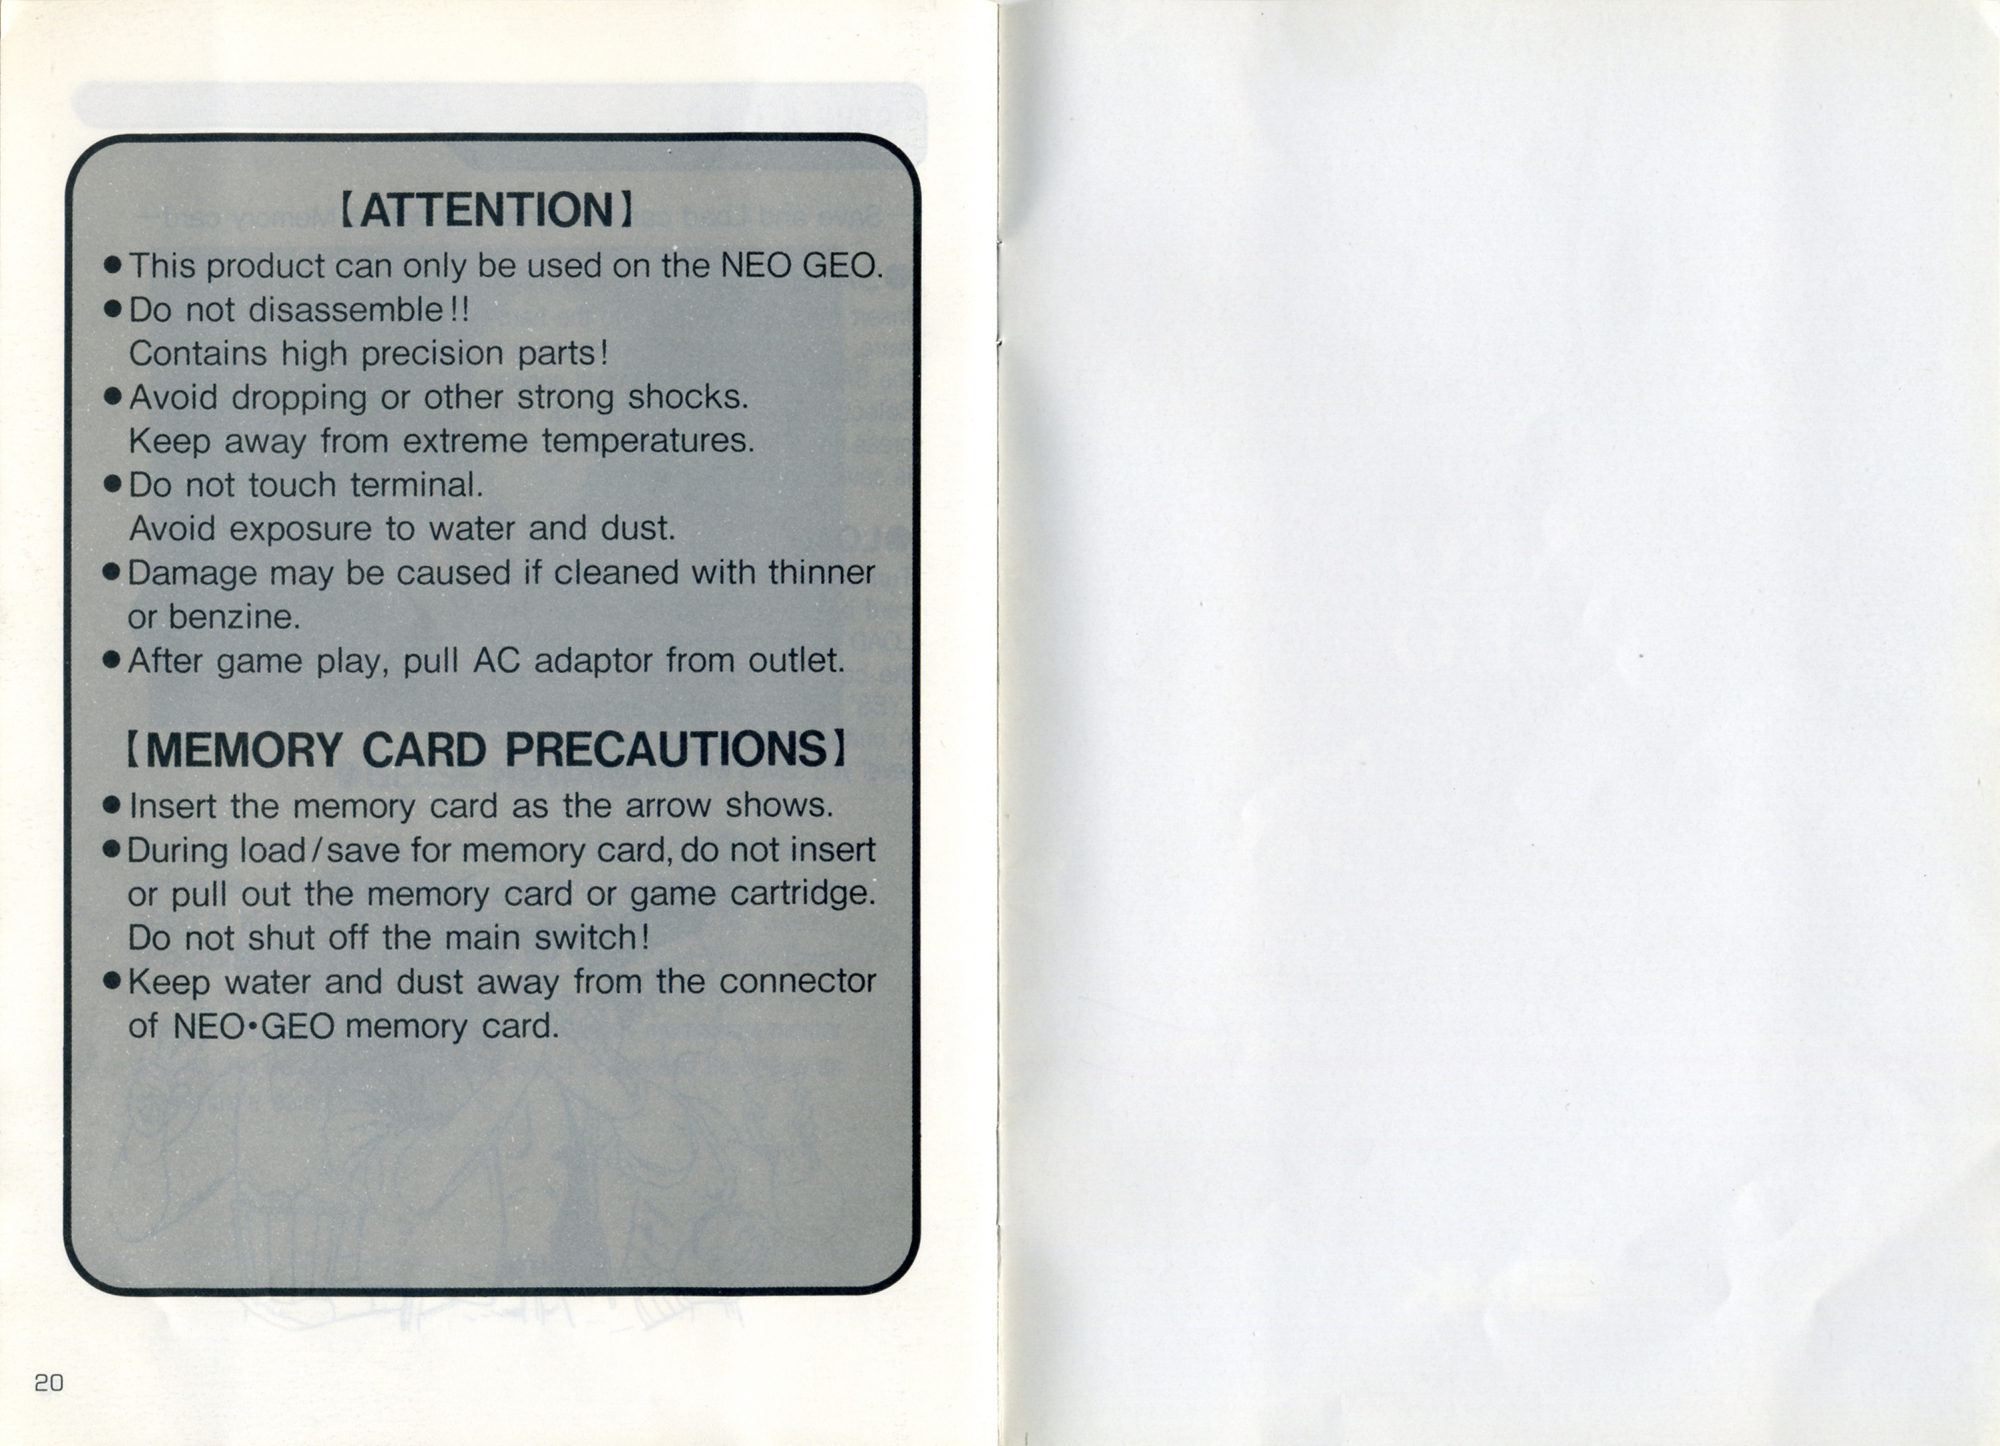 【ATTENTION】
●This product can only be used on the NEO GEO.
●Do not disassemble!!
Contains high precision parts!
●Avoid dropping or other strong shocks.
Keep away from extreme temperatures.
●Do not touch terminal.
Avoid exposure to water and dust.
●Damage may be caused if cleaned with thinner
or benzine.
●After game play, pull AC adaptor from outlet.
【MEMORY CARD PRECAUTIONS】
●Insert the memory card as the arrow shows.
●During load/save for memory card, do not insert
or pull out the memory card or game cartridge.
Do not shut off the main switch!
●Keep water and dust away from the connector
of NEO•GEO memory card.
20